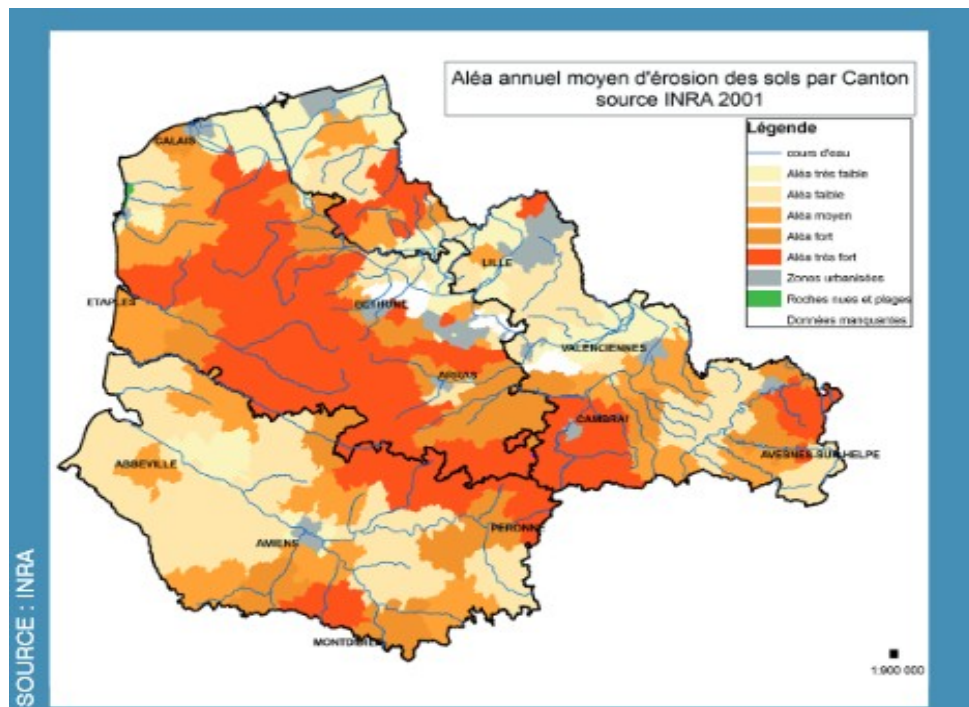 Aléa annuel moyen d'érosion des sols par Canton
source INRA 2001
Légende
cours d'eau
Aléa très faible
Aléa faible
Aléa moyen
Aléa fort
Aléa très fort
Zones urbanisées
Roches nues et plages
Données manquantes
CALAIS
LILLE
ETAPLES
BETHUNE
VALENCIENNES
ARRAS
CAMBRAI
AVERNES-SUR-HELPE
ABBEVILLE
PERONNE
AMIENS
MONTDIDIER
1:900 000
SOURCE : INRA